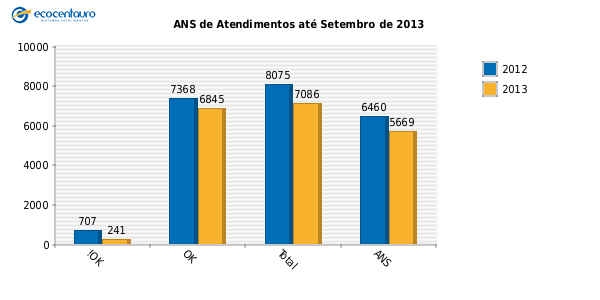 ecocentauro
ANS de Atendimentos até Setembro de 2013
10000
8000
6000
4000
2000
0
707
241
7368
6845
8075
7086
6460
5669
!OK
OK
Total
ANS
2012
2013